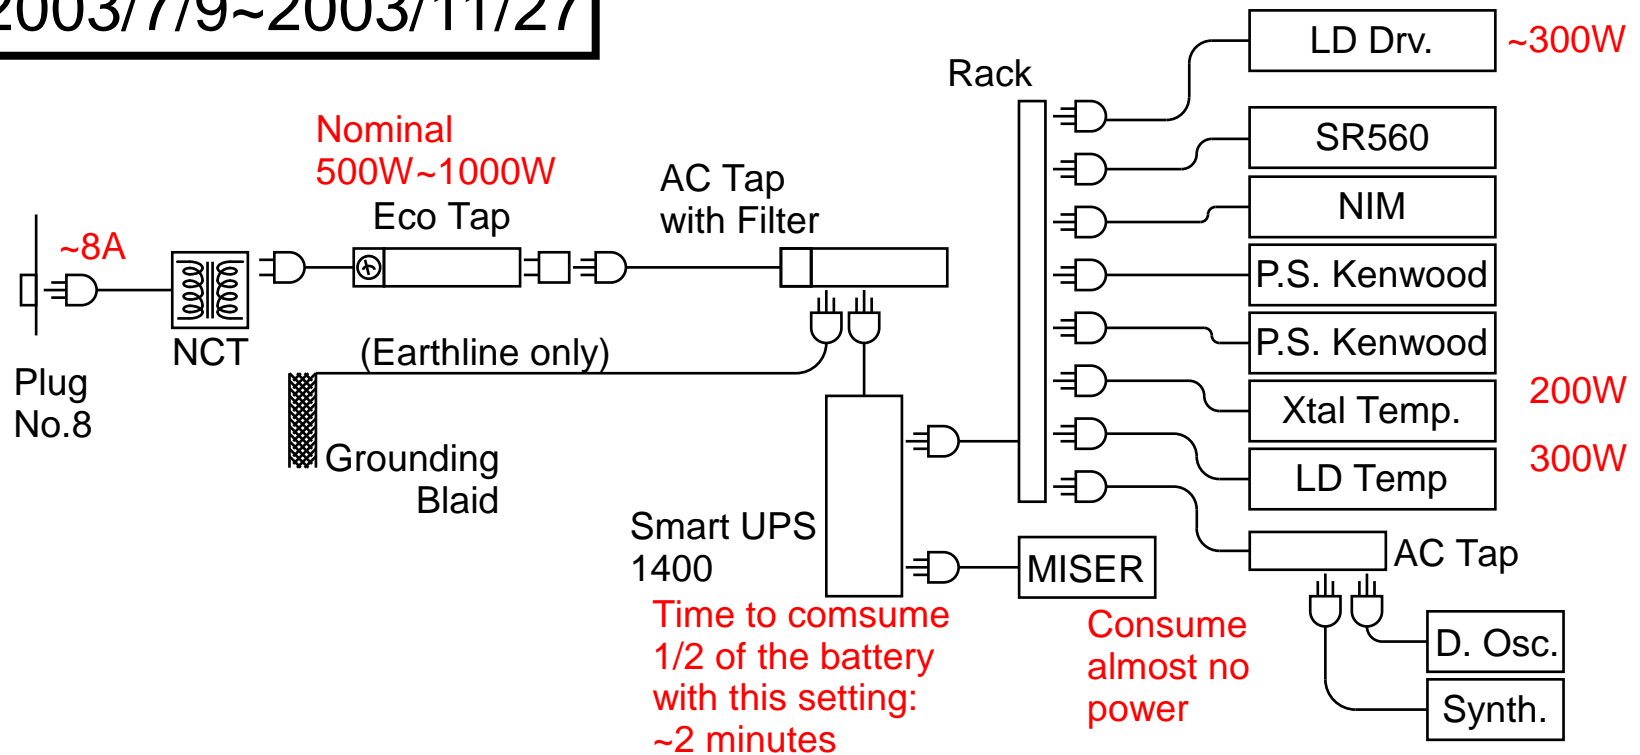 2003/7/9~2003/11/27
LD Drv.
~300W
Rack
Nominal
500W~1000W
Eco Tap
AC Tap
with Filter
SR560
NIM
~8A
P.S. Kenwood
P.S. Kenwood
NCT
(Earthline only)
Plug
No.8
Xtal Temp.
200W
Grounding
Blaid
LD Temp
300W
Smart UPS
1400
MISER
AC Tap
Time to comsume
1/2 of the battery
with this setting:
~2 minutes
Consume
almost no
power
D. Osc.
Synth.